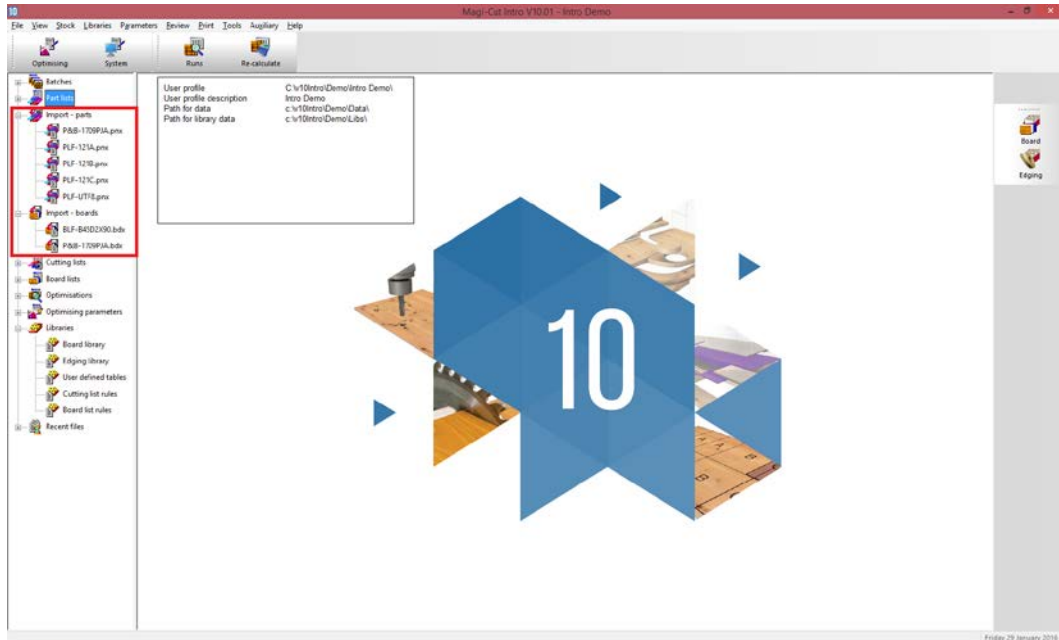 10
Magi-Cut Intro V10.01 - Intro Demo
File View Stock Libraries Parameters Review Print Tools Auxiliary Help
Optimising System Runs Re-calculate
Batches
Part lists
Import - parts
P&B-1709PJA.pnx
PLF-121A.pnx
PLF-121B.pnx
PLF-121C.pnx
PLF-UTF8.pnx
Import - boards
BLF-B45D2X90.bdx
P&B-1709PJA.bdx
Cutting lists
Board lists
Optimisations
Optimising parameters
Libraries
Board library
Edging library
User defined tables
Cutting list rules
Board list rules
Recent files
User profile C:\v10Intro\Demo\Intro Demo\
User profile description Intro Demo
Path for data c:\v10Intro\Demo\Data\
Path for library data c:\v10Intro\Demo\Libs\
10
A
A
B
B
Board
Edging
Friday 29 January 2016